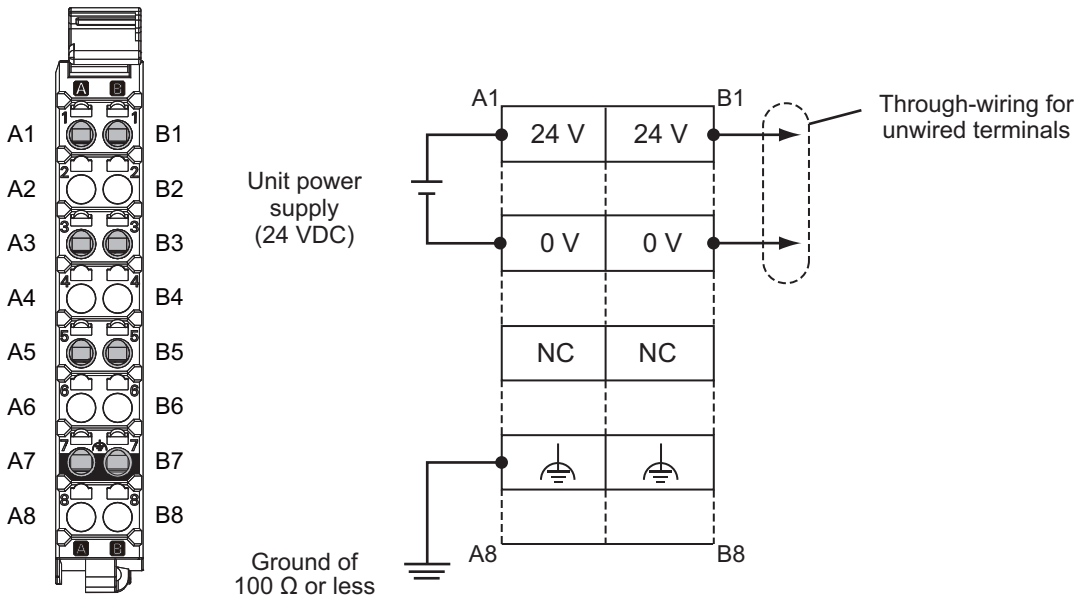 A B
A1 1 1 B1
A2 2 2 B2
A3 3 3 B3
A4 4 4 B4
A5 5 5 B5
A6 6 6 B6
A7 7 7 B7
A8 8 8 B8
A B
Unit power
supply
(24 VDC)
Ground of
100 Ω or less
A1 B1
24 V 24 V
0 V 0 V
NC NC
A8 B8
Through-wiring for
unwired terminals